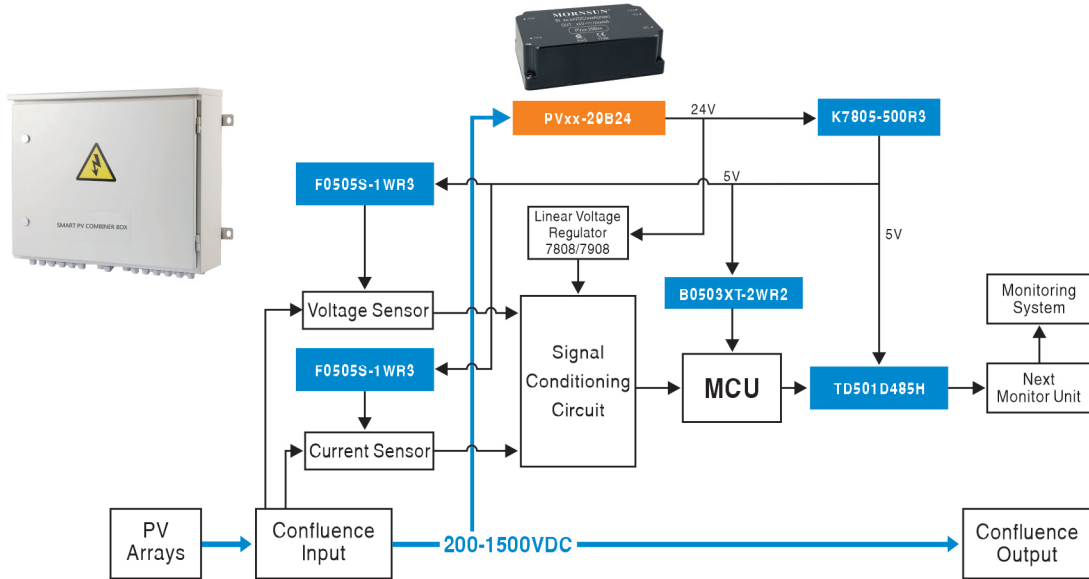 MORNSUN
PVxx-29B24
24V
K7805-500R3
F0505S-1WR3
5V
Linear Voltage
Regulator
7808/7908
5V
SMART PV COMBINER BOX
B0503XT-2WR2
Monitoring
System
Voltage Sensor
Signal
Conditioning
Circuit
F0505S-1WR3
MCU
TD501D485H
Next
Monitor Unit
Current Sensor
PV
Arrays
Confluence
Input
200-1500VDC
Confluence
Output